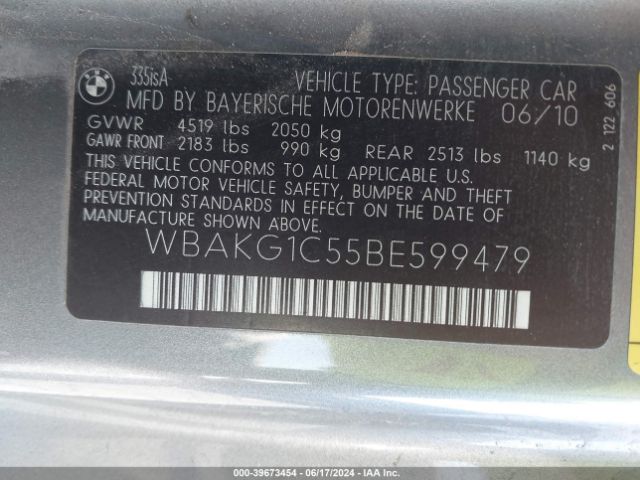 BMW
335isA
VEHICLE TYPE: PASSENGER CAR
MFD BY BAYERISCHE MOTORENWERKE 06/10
GVWR 4519 lbs 2050 kg
GAWR FRONT 2183 lbs 990 kg REAR 2513 lbs 1140 kg
THIS VEHICLE CONFORMS TO ALL APPLICABLE U.S.
FEDERAL MOTOR VEHICLE SAFETY, BUMPER AND THEFT
PREVENTION STANDARDS IN EFFECT ON THE DATE OF
MANUFACTURE SHOWN ABOVE.
WBAKG1C55BE599479
2 122 606
000-39673454 - 06/17/2024 - IAA Inc.